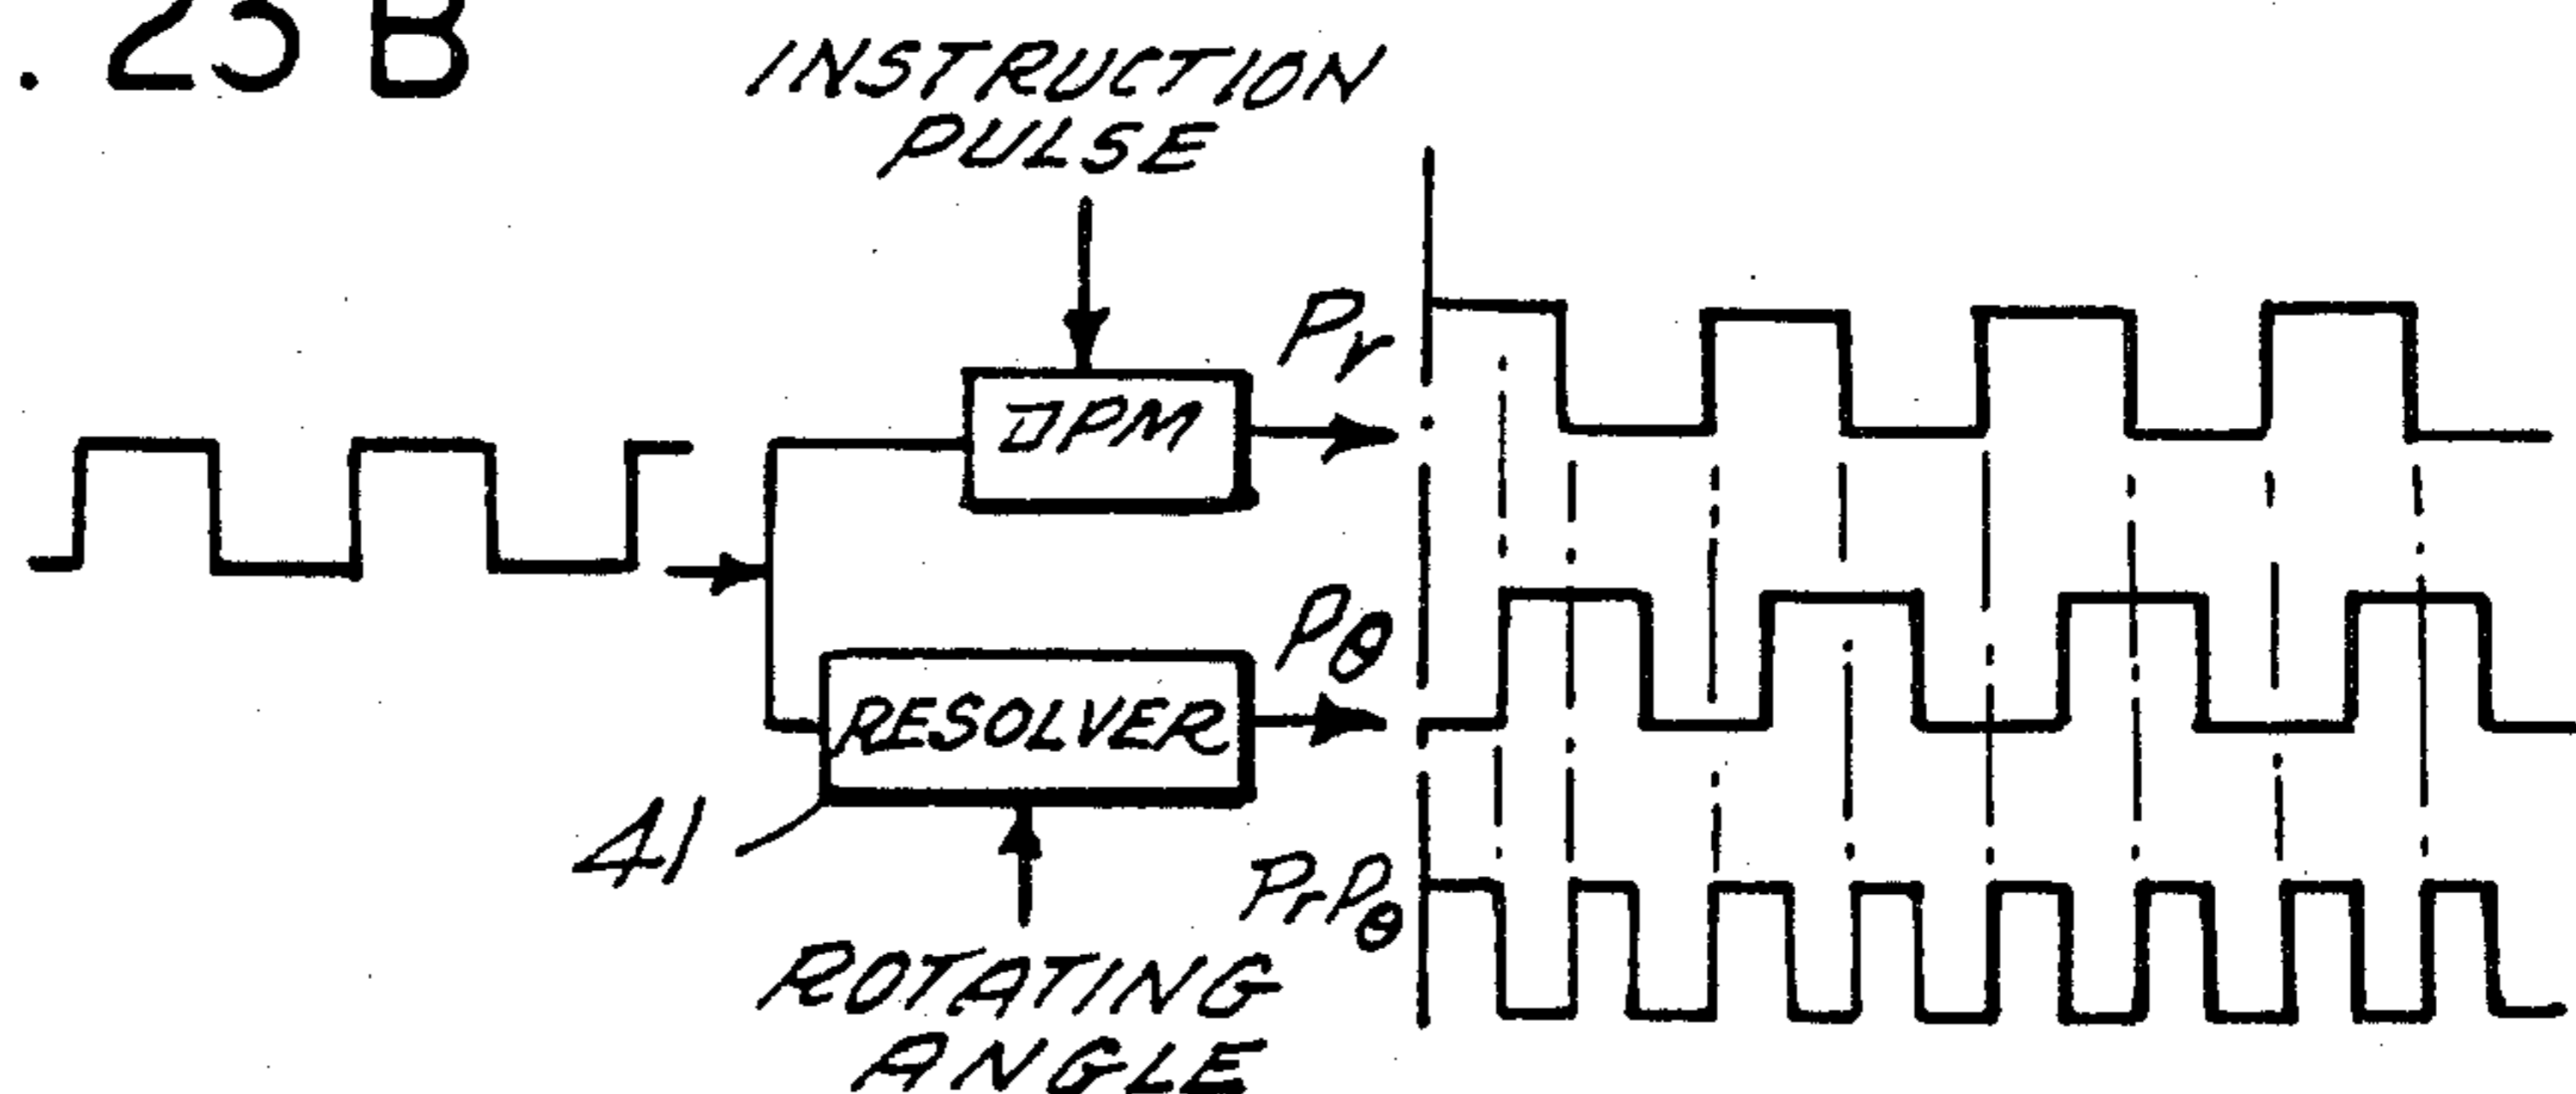 . 23 B
INSTRUCTION
PULSE
DPM
Pr
RESOLVER
Pθ
41
PrPθ
ROTATING
ANGLE